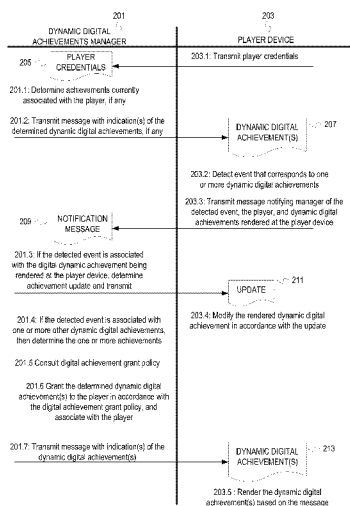 201
203
DYNAMIC DIGITAL
ACHIEVEMENTS MANAGER
PLAYER DEVICE
205
PLAYER
CREDENTIALS
203.1: Transmit player credentials
201.1: Determine achievements currently
associated with the player, if any
201.2: Transmit message with indication(s) of the
determined dynamic digital achievements, if any
DYNAMIC DIGITAL
ACHIEVEMENT(S)
207
203.2: Detect event that corresponds to one
or more dynamic digital achievements
203.3: Transmit message notifying manager of the
detected event, the player, and dynamic digital
achievements rendered at the player device
209
NOTIFICATION
MESSAGE
201.3: If the detected event is associated
with the digital dynamic achievement being
rendered at the player device, determine
achievement update and transmit
UPDATE
211
203.4: Modify the rendered dynamic digital
achievement in accordance with the update
201.4: If the detected event is associated with
one or more other dynamic digital achievements,
then determine the one or more achievements
201.5 Consult digital achievement grant policy
201.6 Grant the determined dynamic digital
achievement(s) to the player in accordance with
the digital achievement grant policy, and
associate with the player
201.7: Transmit message with indication(s) of the
dynamic digital achievement(s)
DYNAMIC DIGITAL
ACHIEVEMENT(S)
213
203.5 : Render the dynamic digital
achievement(s) based on the message